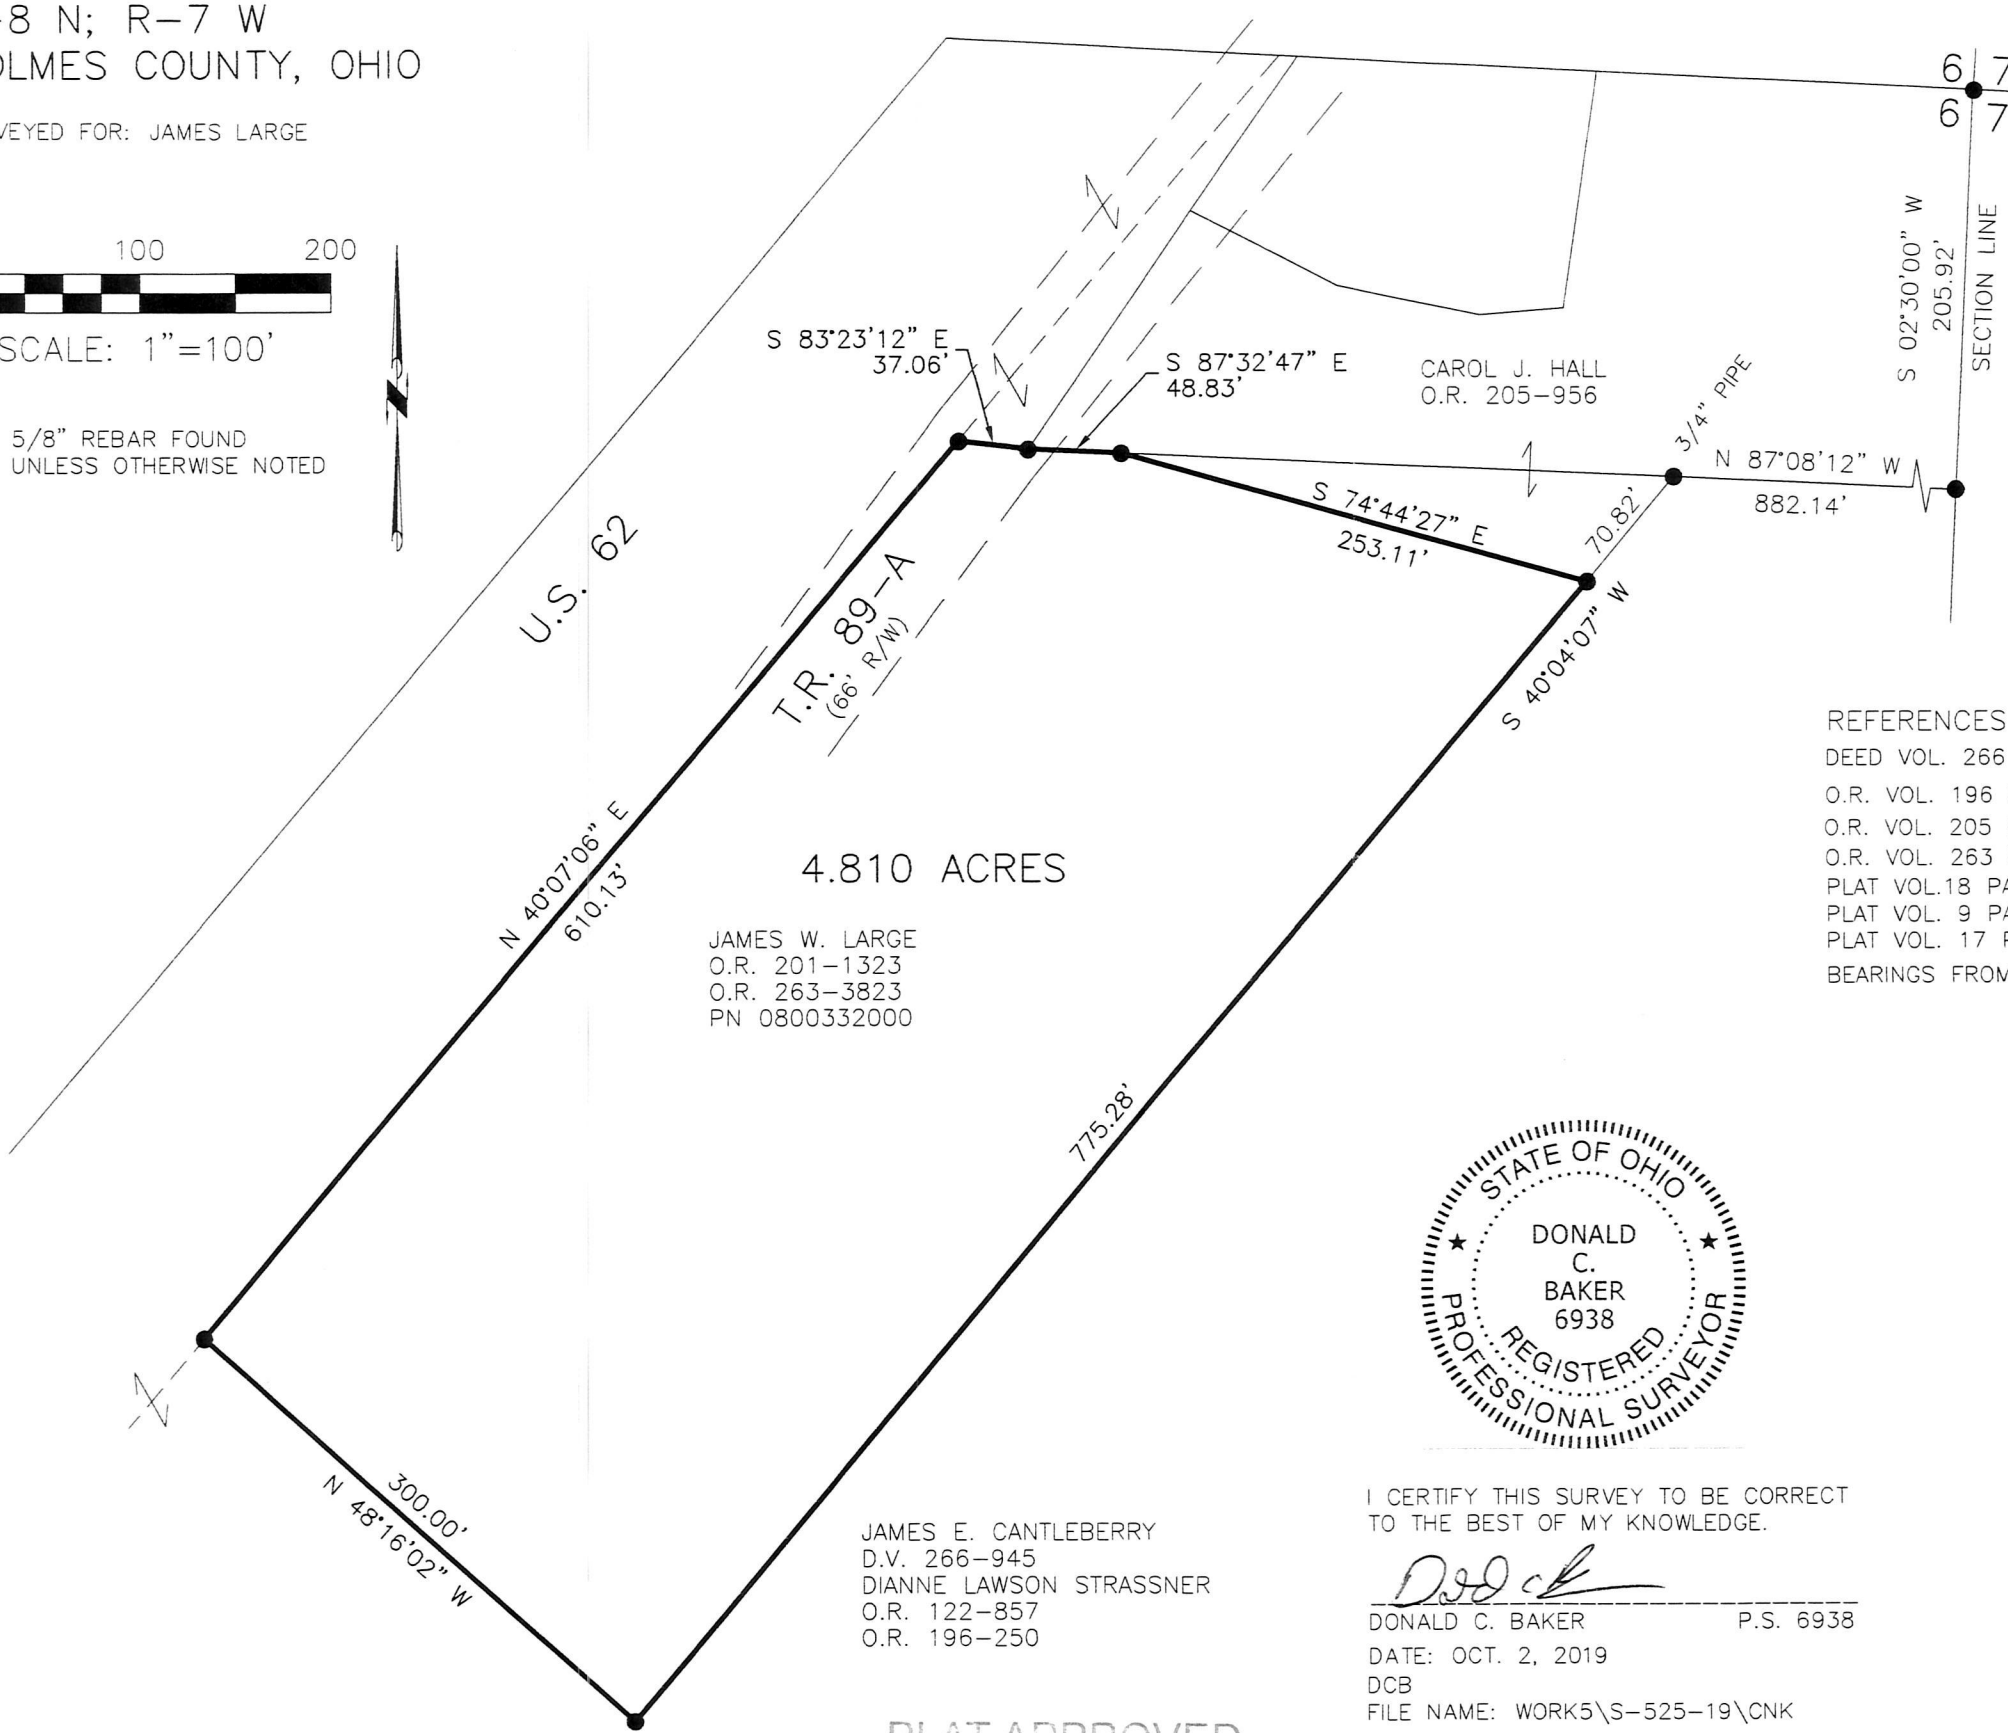 8 N; R-7 W
OLMES COUNTY, OHIO
VEYED FOR: JAMES LARGE
100 200
SCALE: 1"=100'
N
5/8" REBAR FOUND
UNLESS OTHERWISE NOTED
6 7
6 7
S 02°30'00" W
205.92'
SECTION LINE
S 83°23'12" E
37.06'
S 87°32'47" E
48.83'
CAROL J. HALL
O.R. 205-956
3/4" PIPE
N 87°08'12" W
882.14'
S 74°44'27" E
253.11'
70.82'
S 40°04'07" W
U.S. 62
T.R. 89-A
(66' R/W)
REFERENCES
DEED VOL. 266
O.R. VOL. 196
O.R. VOL. 205
O.R. VOL. 263
PLAT VOL.18 PA
PLAT VOL. 9 PA
PLAT VOL. 17 P
BEARINGS FROM
N 40°07'06" E
610.13'
4.810 ACRES
JAMES W. LARGE
O.R. 201-1323
O.R. 263-3823
PN 0800332000
775.28'
STATE OF OHIO
DONALD
C.
BAKER
6938
REGISTERED
PROFESSIONAL SURVEYOR
300.00'
N 48°16'02" W
JAMES E. CANTLEBERRY
D.V. 266-945
DIANNE LAWSON STRASSNER
O.R. 122-857
O.R. 196-250
I CERTIFY THIS SURVEY TO BE CORRECT
TO THE BEST OF MY KNOWLEDGE.
DONALD C. BAKER P.S. 6938
DATE: OCT. 2, 2019
DCB
FILE NAME: WORK5\S-525-19\CNK
PLAT APPROVED